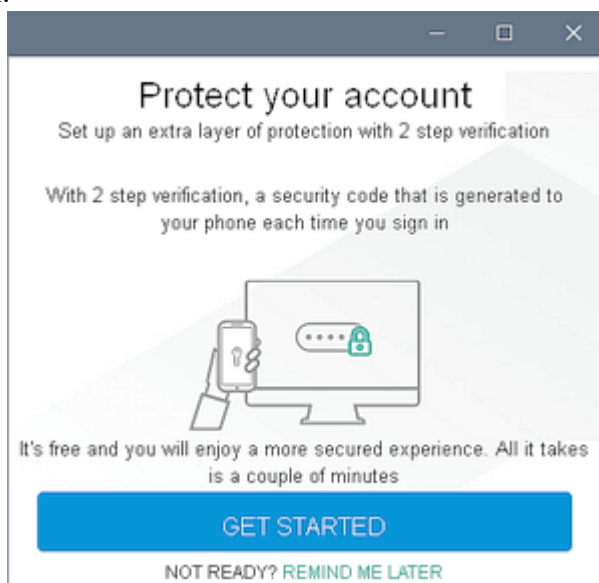 Protect your account
Set up an extra layer of protection with 2 step verification
With 2 step verification, a security code that is generated to
your phone each time you sign in
It's free and you will enjoy a more secured experience. All it takes
is a couple of minutes
GET STARTED
NOT READY? REMIND ME LATER